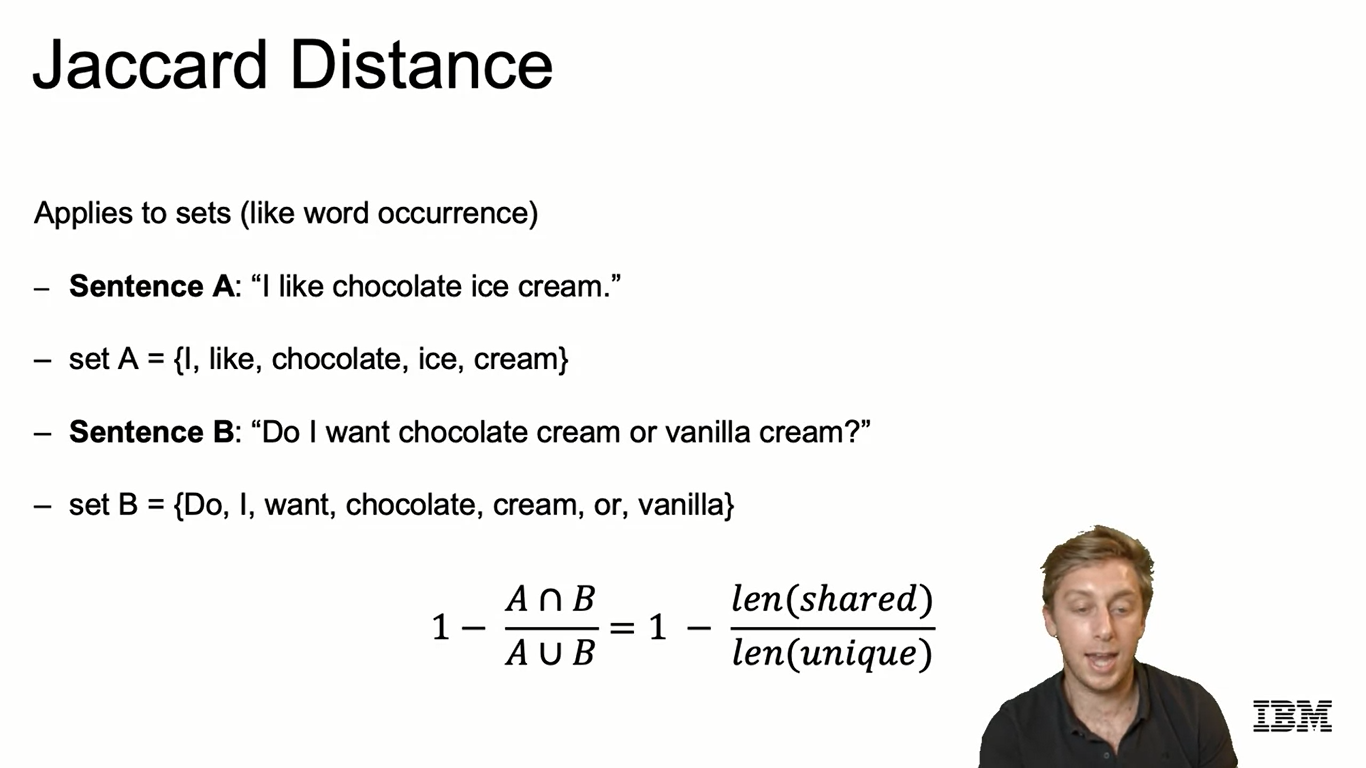 Jaccard Distance
Applies to sets (like word occurrence)
– Sentence A: “I like chocolate ice cream.”
– set A = {I, like, chocolate, ice, cream}
– Sentence B: “Do I want chocolate cream or vanilla cream?”
– set B = {Do, I, want, chocolate, cream, or, vanilla}
1 − A ∩ B / A ∪ B = 1 − len(shared) / len(unique)
IBM